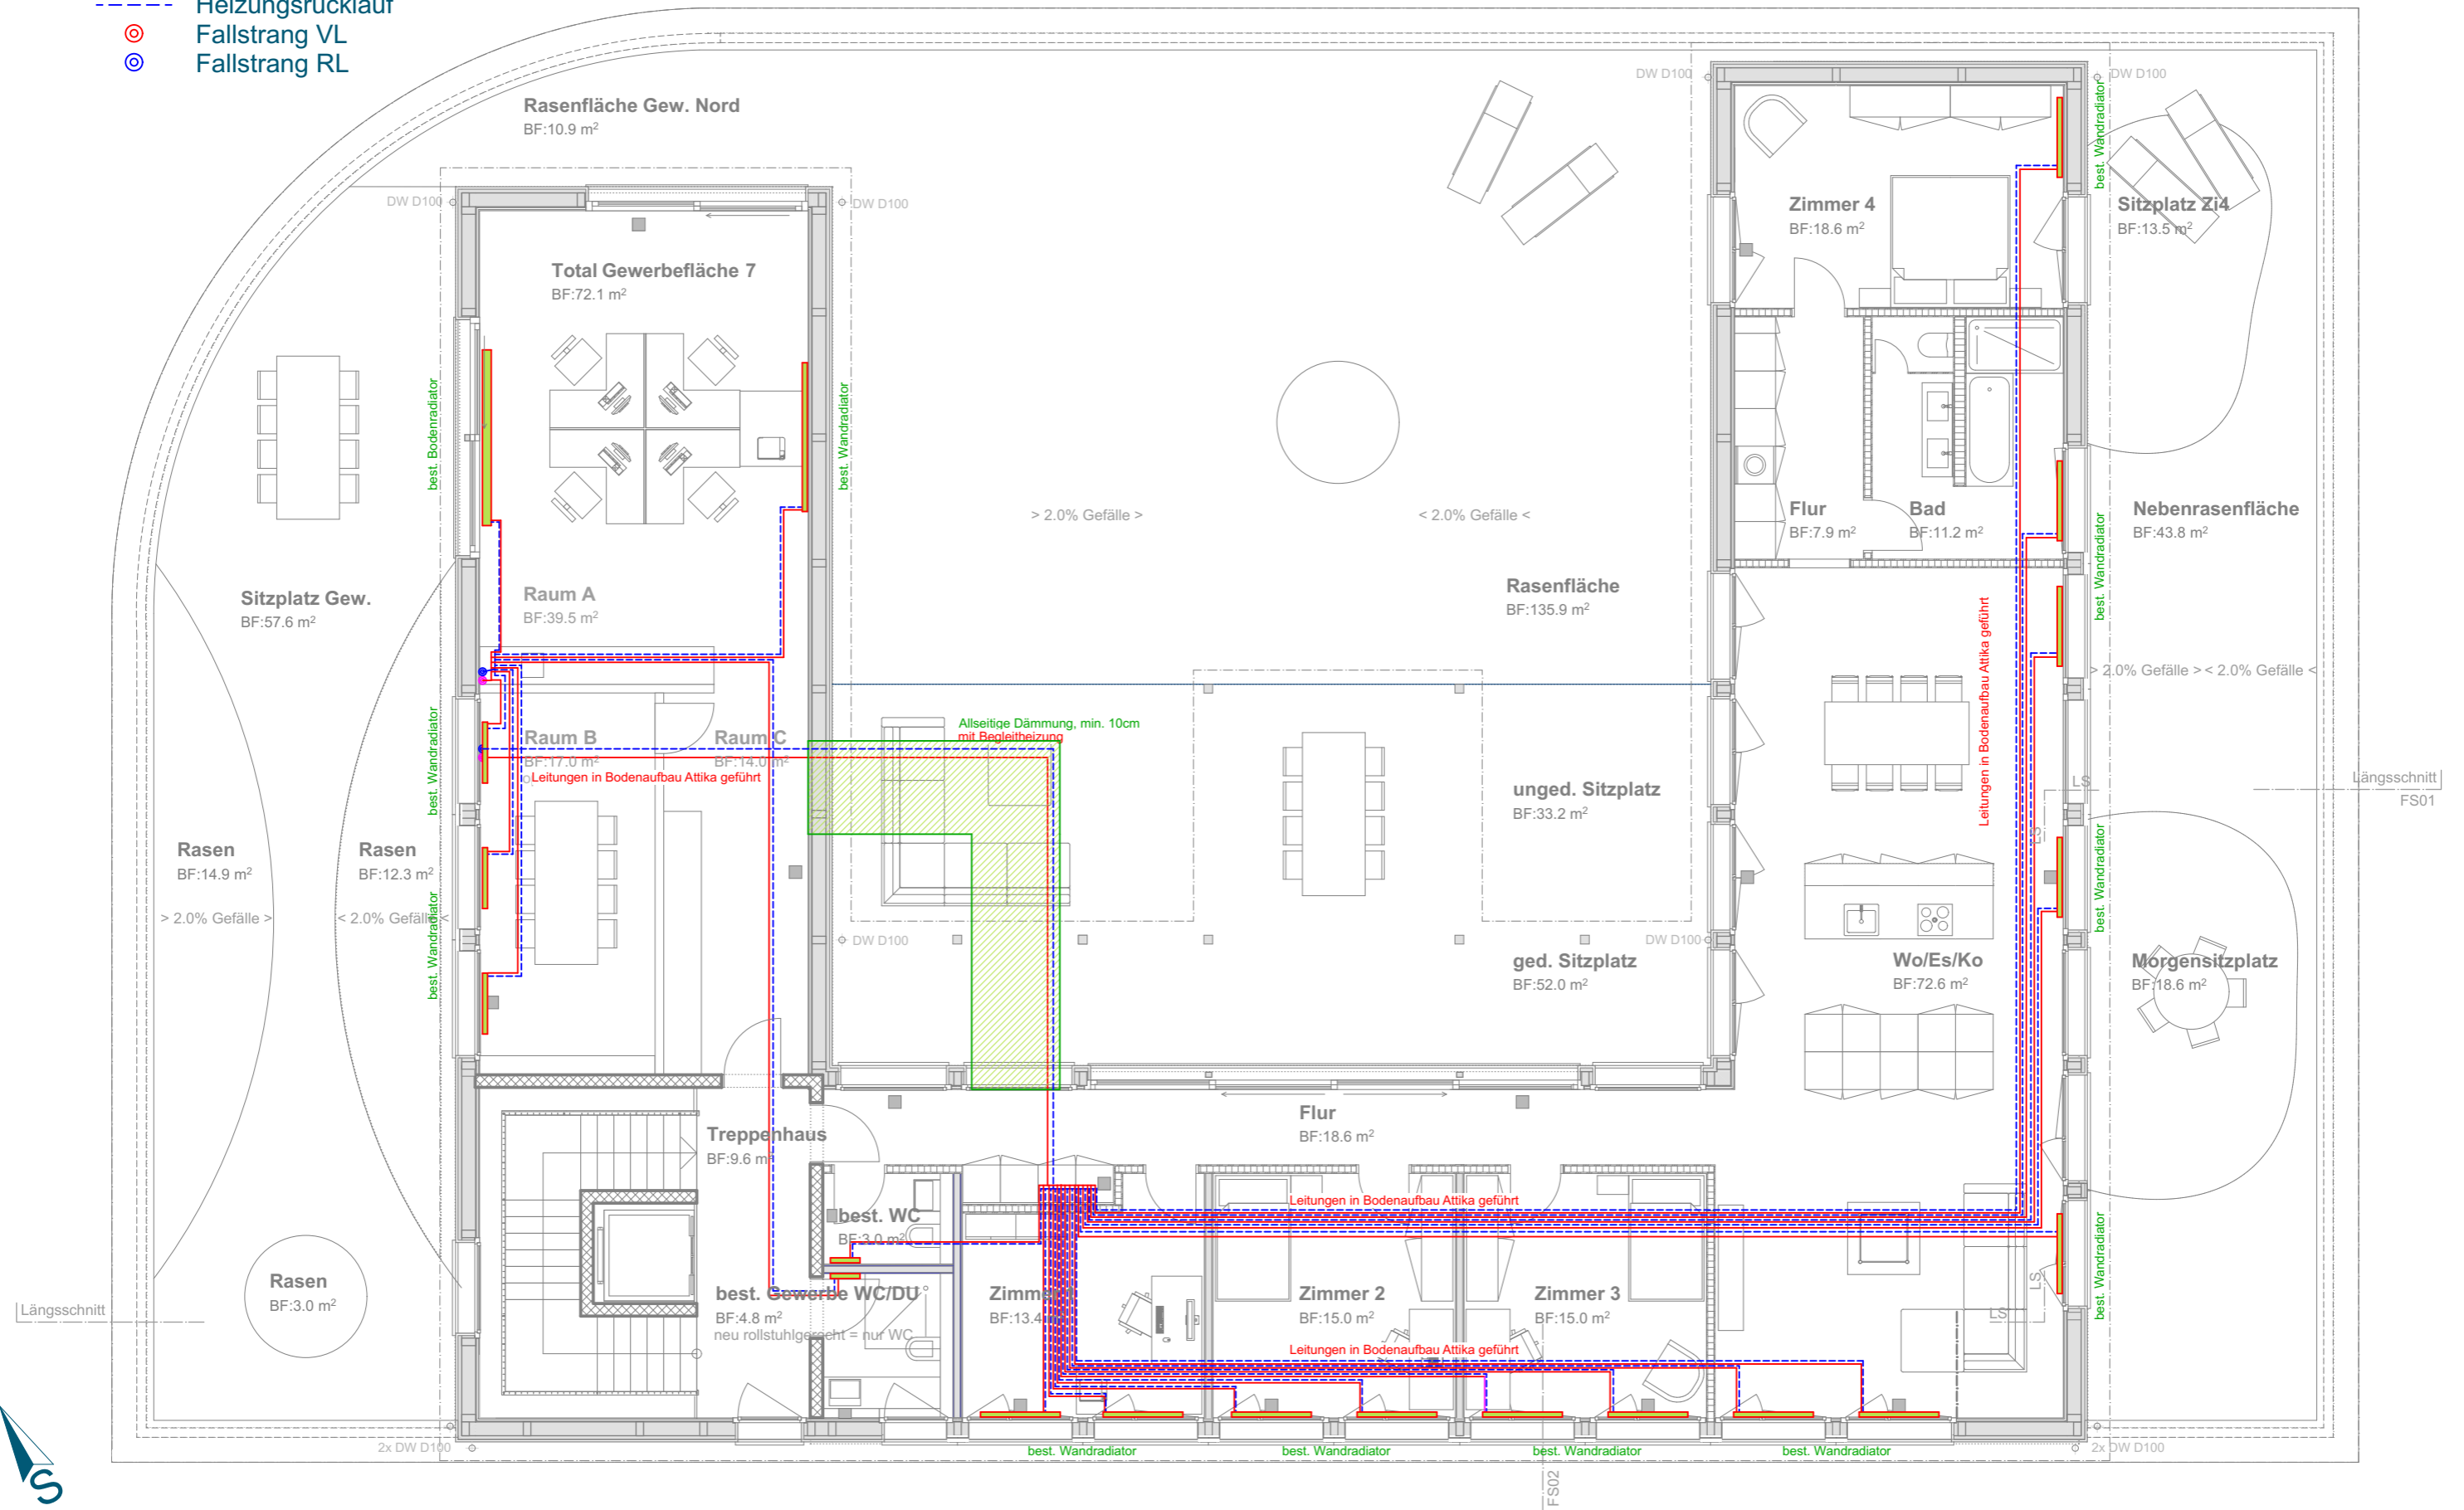 Heizungsrücklauf
Fallstrang VL
Fallstrang RL
Rasenfläche Gew. Nord
BF:10.9 m²
DW D100
DW D100
DW D100
DW D100
Total Gewerbefläche 7
BF:72.1 m²
Zimmer 4
BF:18.6 m²
Sitzplatz Zi4
BF:13.5 m²
best. Wandradiator
best. Bodenradiator
best. Wandradiator
> 2.0% Gefälle >
< 2.0% Gefälle <
Flur
BF:7.9 m²
Bad
BF:11.2 m²
Nebenrasenfläche
BF:43.8 m²
best. Wandradiator
Sitzplatz Gew.
BF:57.6 m²
Raum A
BF:39.5 m²
Rasenfläche
BF:135.9 m²
Leitungen in Bodenaufbau Attika geführt
> 2.0% Gefälle >
< 2.0% Gefälle <
Allseitige Dämmung, min. 10cm
mit Begleitheizung
Raum B
BF:17.0 m²
Raum C
BF:14.0 m²
Leitungen in Bodenaufbau Attika geführt
best. Wandradiator
unged. Sitzplatz
BF:33.2 m²
LS
LS
Längsschnitt
FS01
Rasen
BF:14.9 m²
Rasen
BF:12.3 m²
> 2.0% Gefälle >
< 2.0% Gefälle <
best. Wandradiator
best. Wandradiator
DW D100
DW D100
ged. Sitzplatz
BF:52.0 m²
Wo/Es/Ko
BF:72.6 m²
Morgensitzplatz
BF:18.6 m²
Flur
BF:18.6 m²
Treppenhaus
BF:9.6 m²
best. WC
BF:3.0 m²
Leitungen in Bodenaufbau Attika geführt
best. Wandradiator
Rasen
BF:3.0 m²
Längsschnitt
best. Gewerbe WC/DU
BF:4.8 m²
neu rollstuhlgerecht = nur WC
Zimmer
BF:13.4
Zimmer 2
BF:15.0 m²
Zimmer 3
BF:15.0 m²
LS
LS
Leitungen in Bodenaufbau Attika geführt
2x DW D100
best. Wandradiator
best. Wandradiator
best. Wandradiator
best. Wandradiator
2x DW D100
FS02
S